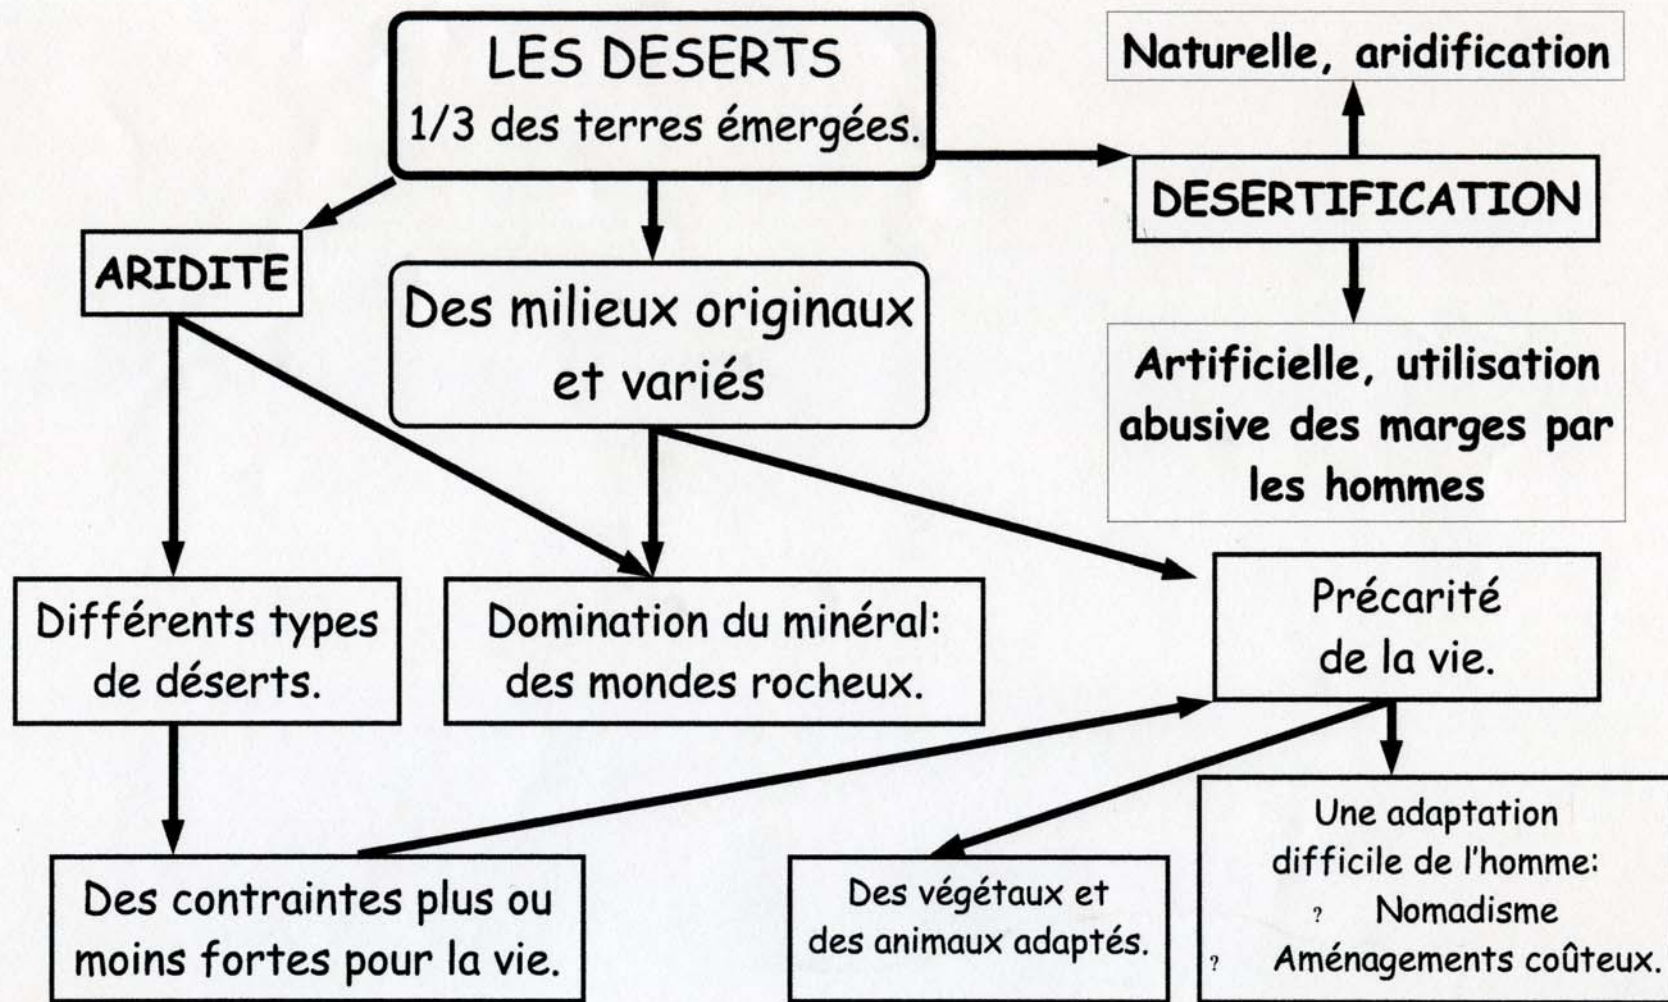 LES DESERTS
1/3 des terres émergées.
Naturelle, aridification
DESERTIFICATION
ARIDITE
Des milieux originaux
et variés
Artificielle, utilisation
abusive des marges par
les hommes
Différents types
de déserts.
Domination du minéral:
des mondes rocheux.
Précarité
de la vie.
Des contraintes plus ou
moins fortes pour la vie.
Des végétaux et
des animaux adaptés.
Une adaptation
difficile de l'homme:
? Nomadisme
? Aménagements coûteux.